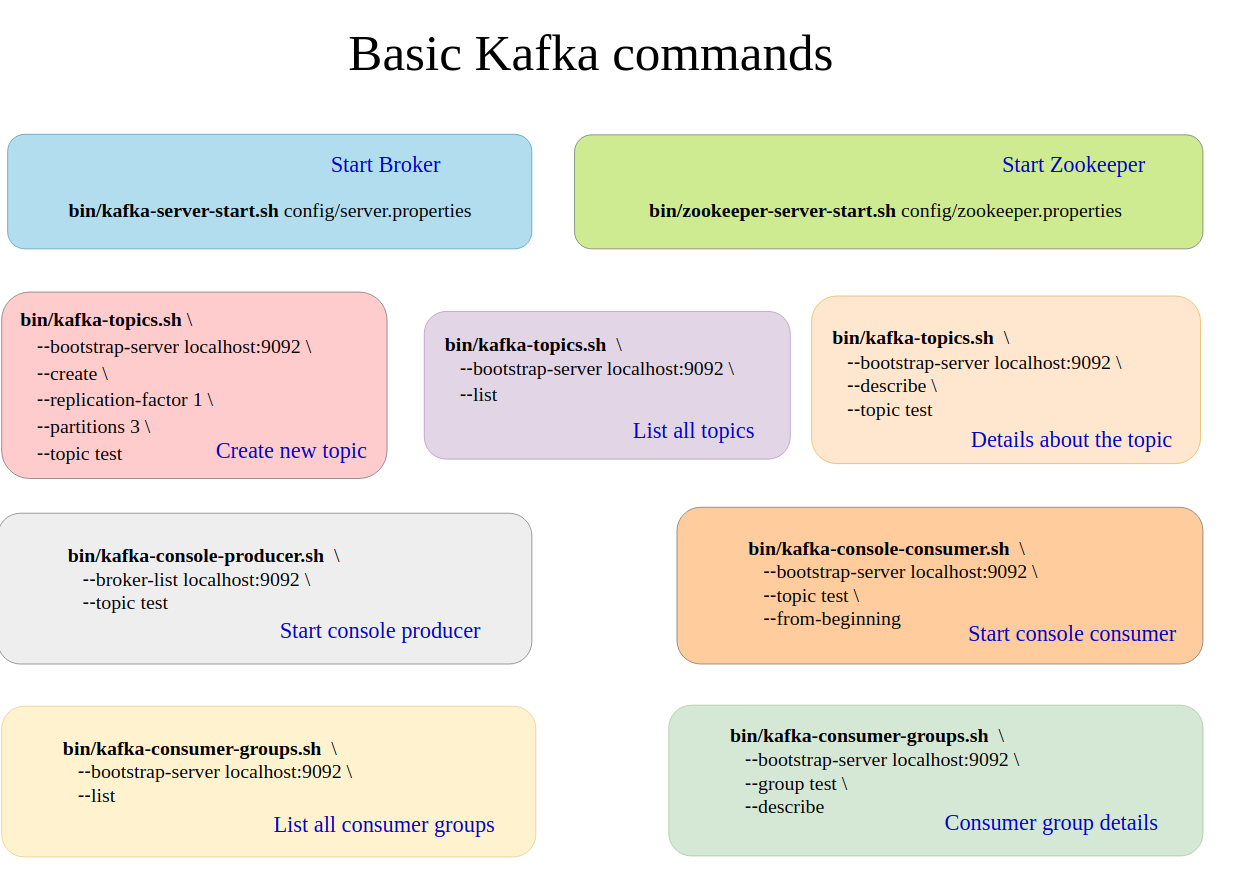 Basic Kafka commands
Start Broker
bin/kafka-server-start.sh config/server.properties
Start Zookeeper
bin/zookeeper-server-start.sh config/zookeeper.properties
bin/kafka-topics.sh \
--bootstrap-server localhost:9092 \
--create \
--replication-factor 1 \
--partitions 3 \
--topic test
Create new topic
bin/kafka-topics.sh \
--bootstrap-server localhost:9092 \
--list
List all topics
bin/kafka-topics.sh \
--bootstrap-server localhost:9092 \
--describe \
--topic test
Details about the topic
bin/kafka-console-producer.sh \
--broker-list localhost:9092 \
--topic test
Start console producer
bin/kafka-console-consumer.sh \
--bootstrap-server localhost:9092 \
--topic test \
--from-beginning
Start console consumer
bin/kafka-consumer-groups.sh \
--bootstrap-server localhost:9092 \
--list
List all consumer groups
bin/kafka-consumer-groups.sh \
--bootstrap-server localhost:9092 \
--group test \
--describe
Consumer group details